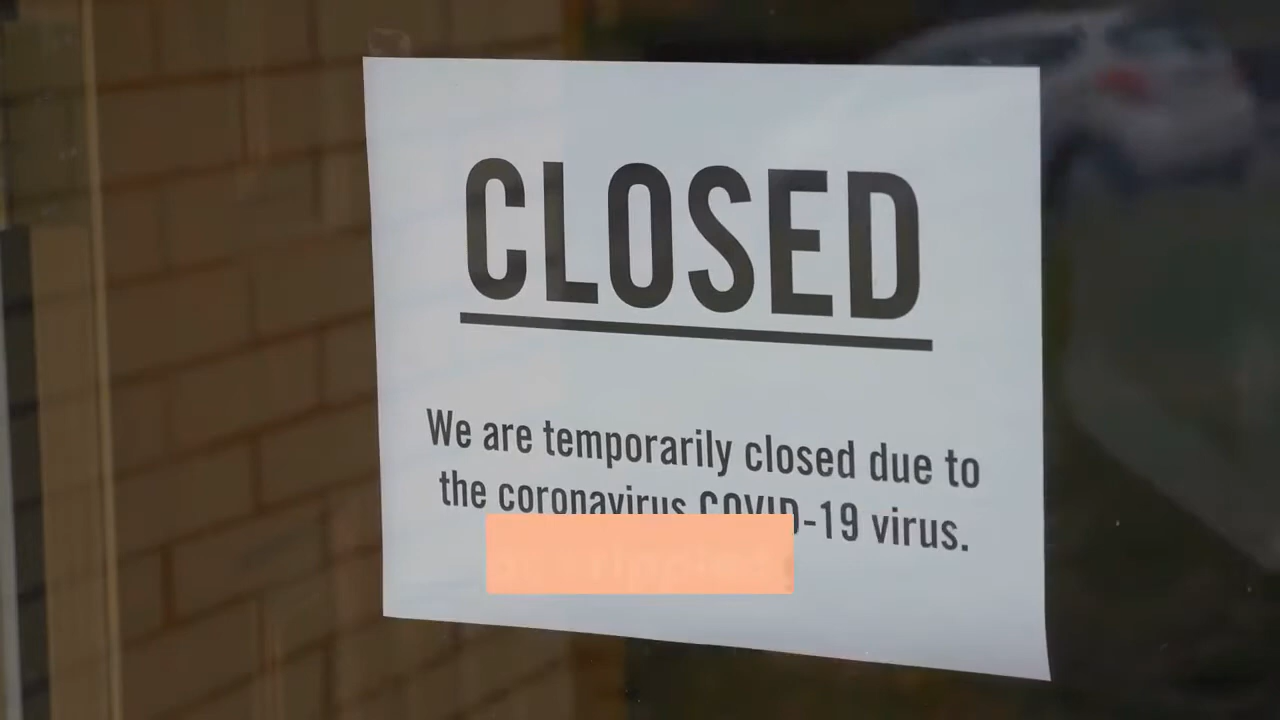 CLOSED
We are temporarily closed due to
the coronavirus COVID-19 virus.